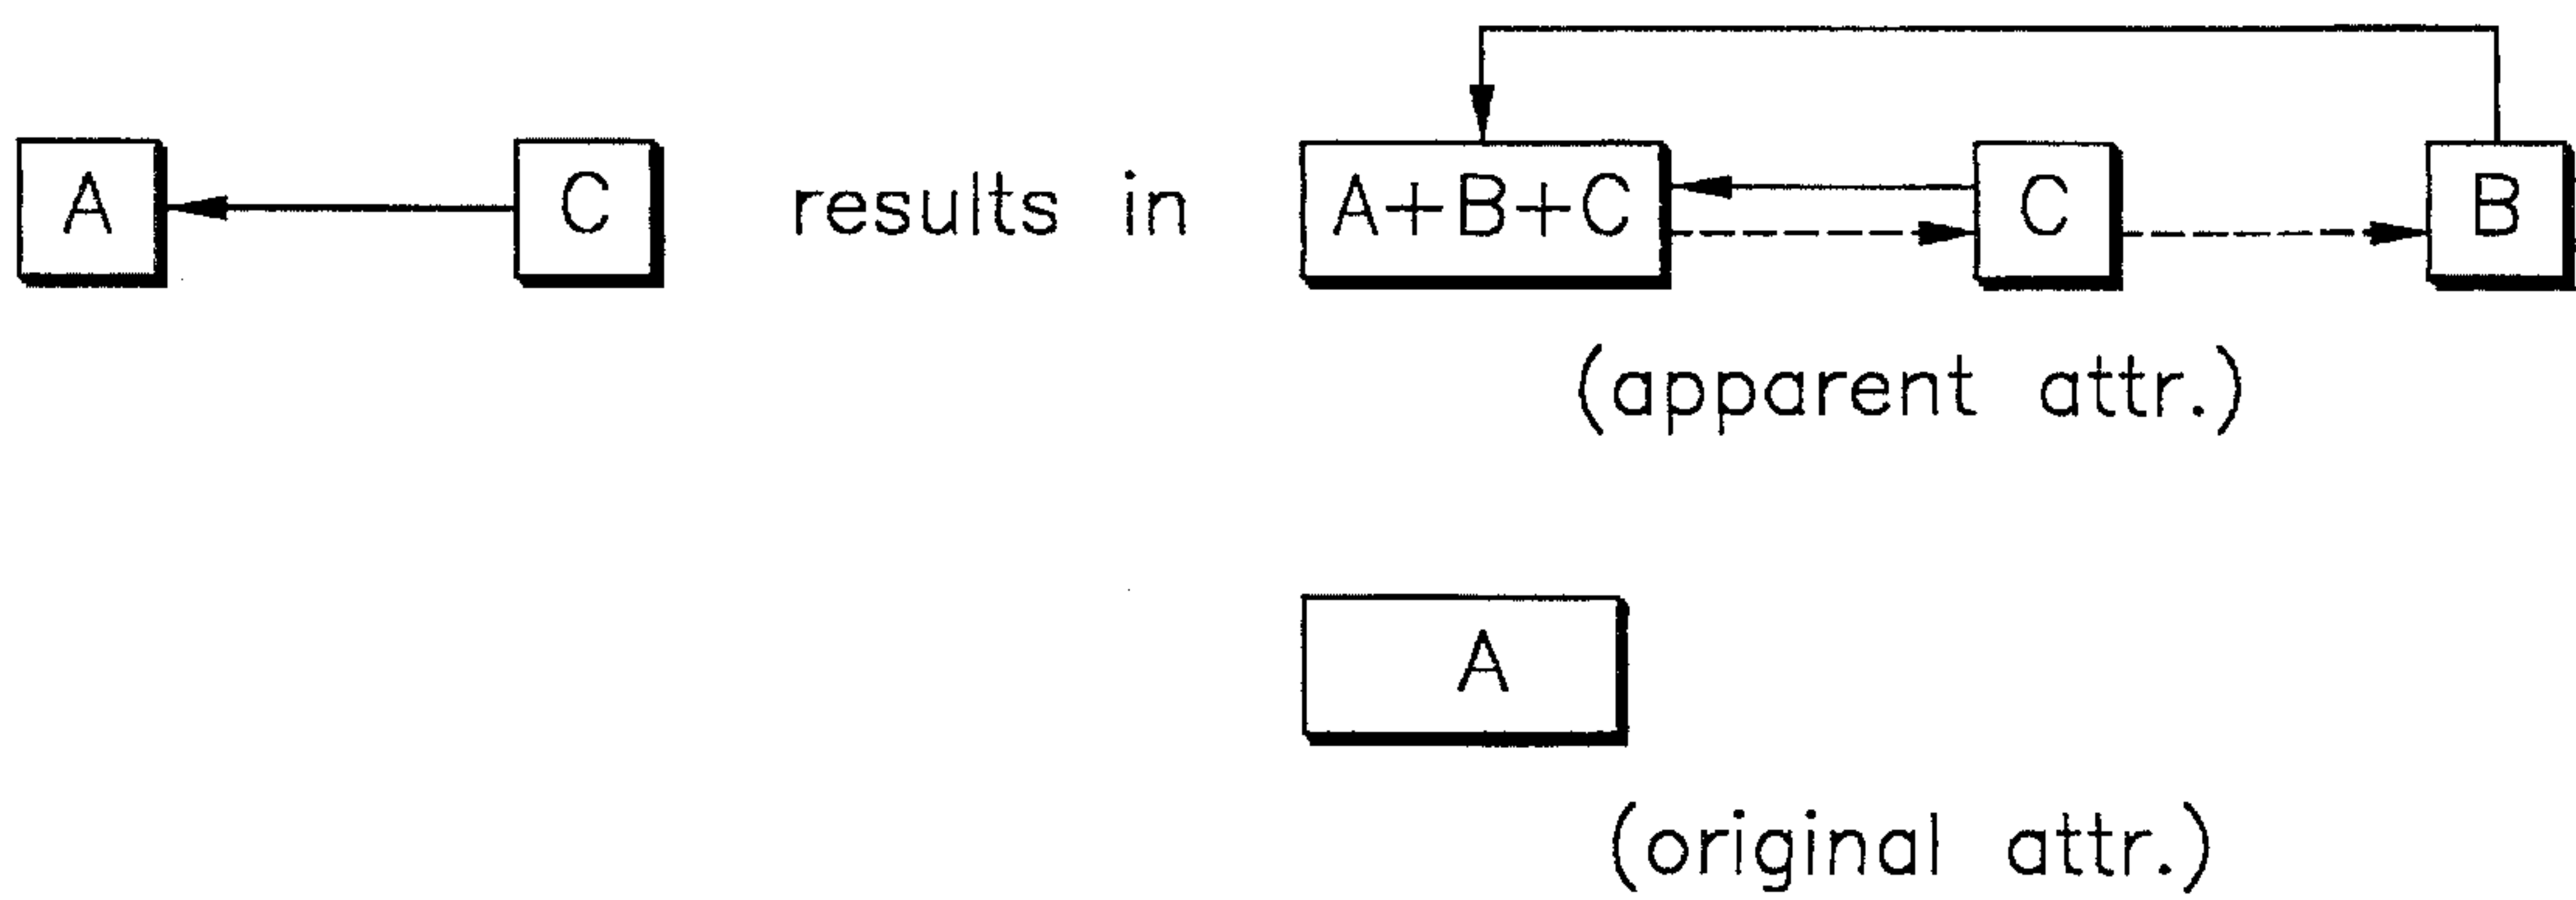 A C results in A+B+C C B
(apparent attr.)
A
(original attr.)